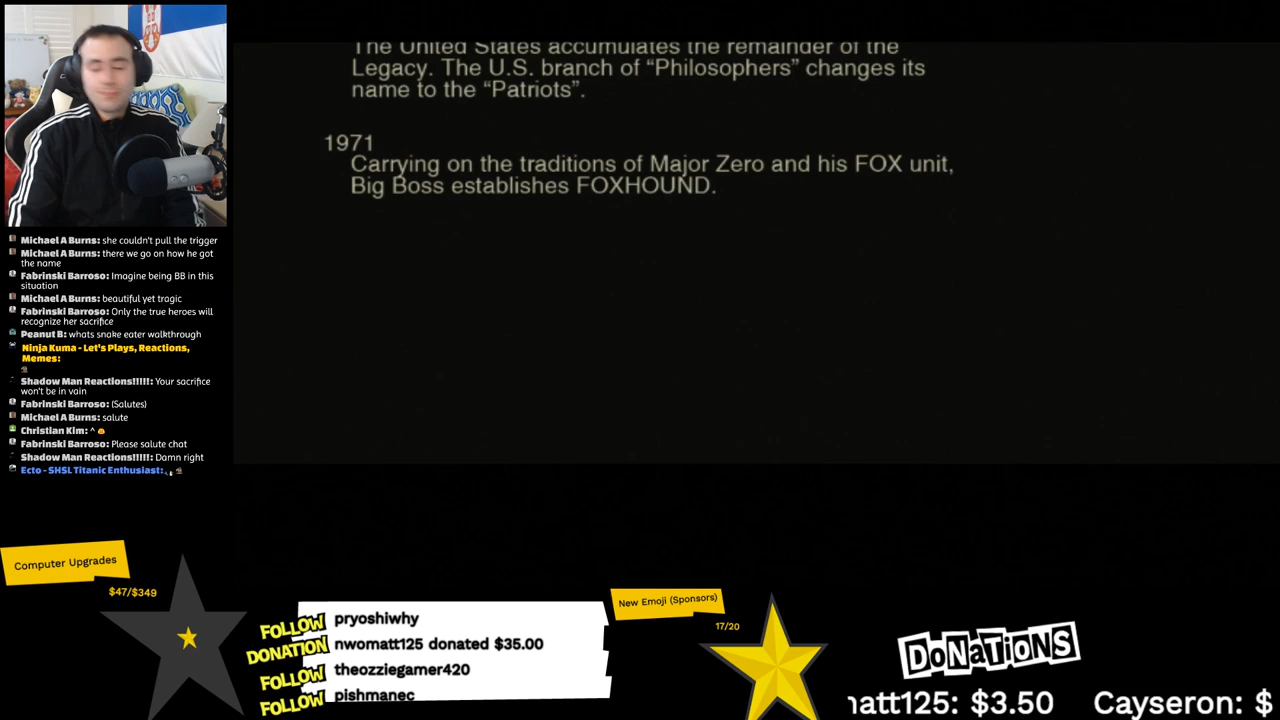 The United States accumulates the remainder of the
Legacy. The U.S. branch of “Philosophers” changes its
name to the “Patriots”.
1971
Carrying on the traditions of Major Zero and his FOX unit,
Big Boss establishes FOXHOUND.
Michael A Burns: she couldn't pull the trigger
Michael A Burns: there we go on how he got
the name
Fabrinski Barroso: Imagine being BB in this
situation
Michael A Burns: beautiful yet tragic
Fabrinski Barroso: Only the true heroes will
recognize her sacrifice
Peanut B: whats snake eater walkthrough
Ninja Kuma - Let's Plays, Reactions,
Memes:
Shadow Man Reactions!!!!!: Your sacrifice
won't be in vain
Fabrinski Barroso: (Salutes)
Michael A Burns: salute
Christian Kim: ^
Fabrinski Barroso: Please salute chat
Shadow Man Reactions!!!!!: Damn right
Ecto - SHSL Titanic Enthusiast:
Computer Upgrades
$47/$349
FOLLOW pryoshiwhy
DONATION nwomatt125 donated $35.00
FOLLOW theozziegamer420
FOLLOW pishmanec
New Emoji (Sponsors)
17/20
DONATIONS
matt125: $3.50 Cayseron: $